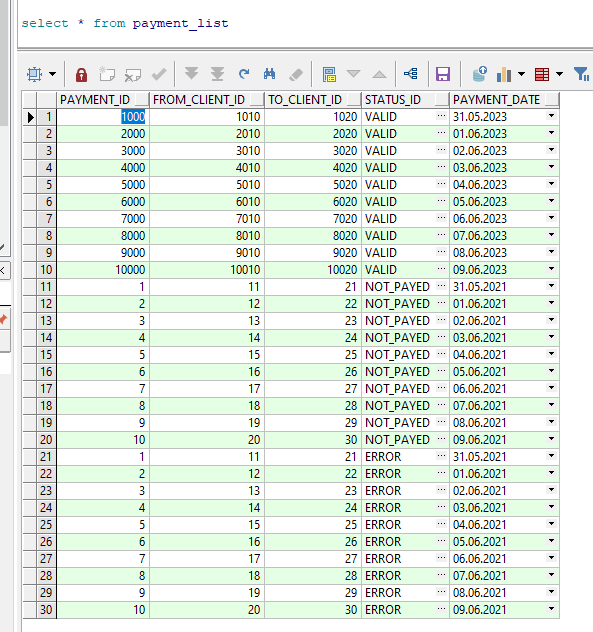 select * from payment_list
PAYMENT_ID FROM_CLIENT_ID TO_CLIENT_ID STATUS_ID PAYMENT_DATE
1 1000 1010 1020 VALID ... 31.05.2023
2 2000 2010 2020 VALID ... 01.06.2023
3 3000 3010 3020 VALID ... 02.06.2023
4 4000 4010 4020 VALID ... 03.06.2023
5 5000 5010 5020 VALID ... 04.06.2023
6 6000 6010 6020 VALID ... 05.06.2023
7 7000 7010 7020 VALID ... 06.06.2023
8 8000 8010 8020 VALID ... 07.06.2023
9 9000 9010 9020 VALID ... 08.06.2023
10 10000 10010 10020 VALID ... 09.06.2023
11 1 11 21 NOT_PAYED ... 31.05.2021
12 2 12 22 NOT_PAYED ... 01.06.2021
13 3 13 23 NOT_PAYED ... 02.06.2021
14 4 14 24 NOT_PAYED ... 03.06.2021
15 5 15 25 NOT_PAYED ... 04.06.2021
16 6 16 26 NOT_PAYED ... 05.06.2021
17 7 17 27 NOT_PAYED ... 06.06.2021
18 8 18 28 NOT_PAYED ... 07.06.2021
19 9 19 29 NOT_PAYED ... 08.06.2021
20 10 20 30 NOT_PAYED ... 09.06.2021
21 1 11 21 ERROR ... 31.05.2021
22 2 12 22 ERROR ... 01.06.2021
23 3 13 23 ERROR ... 02.06.2021
24 4 14 24 ERROR ... 03.06.2021
25 5 15 25 ERROR ... 04.06.2021
26 6 16 26 ERROR ... 05.06.2021
27 7 17 27 ERROR ... 06.06.2021
28 8 18 28 ERROR ... 07.06.2021
29 9 19 29 ERROR ... 08.06.2021
30 10 20 30 ERROR ... 09.06.2021